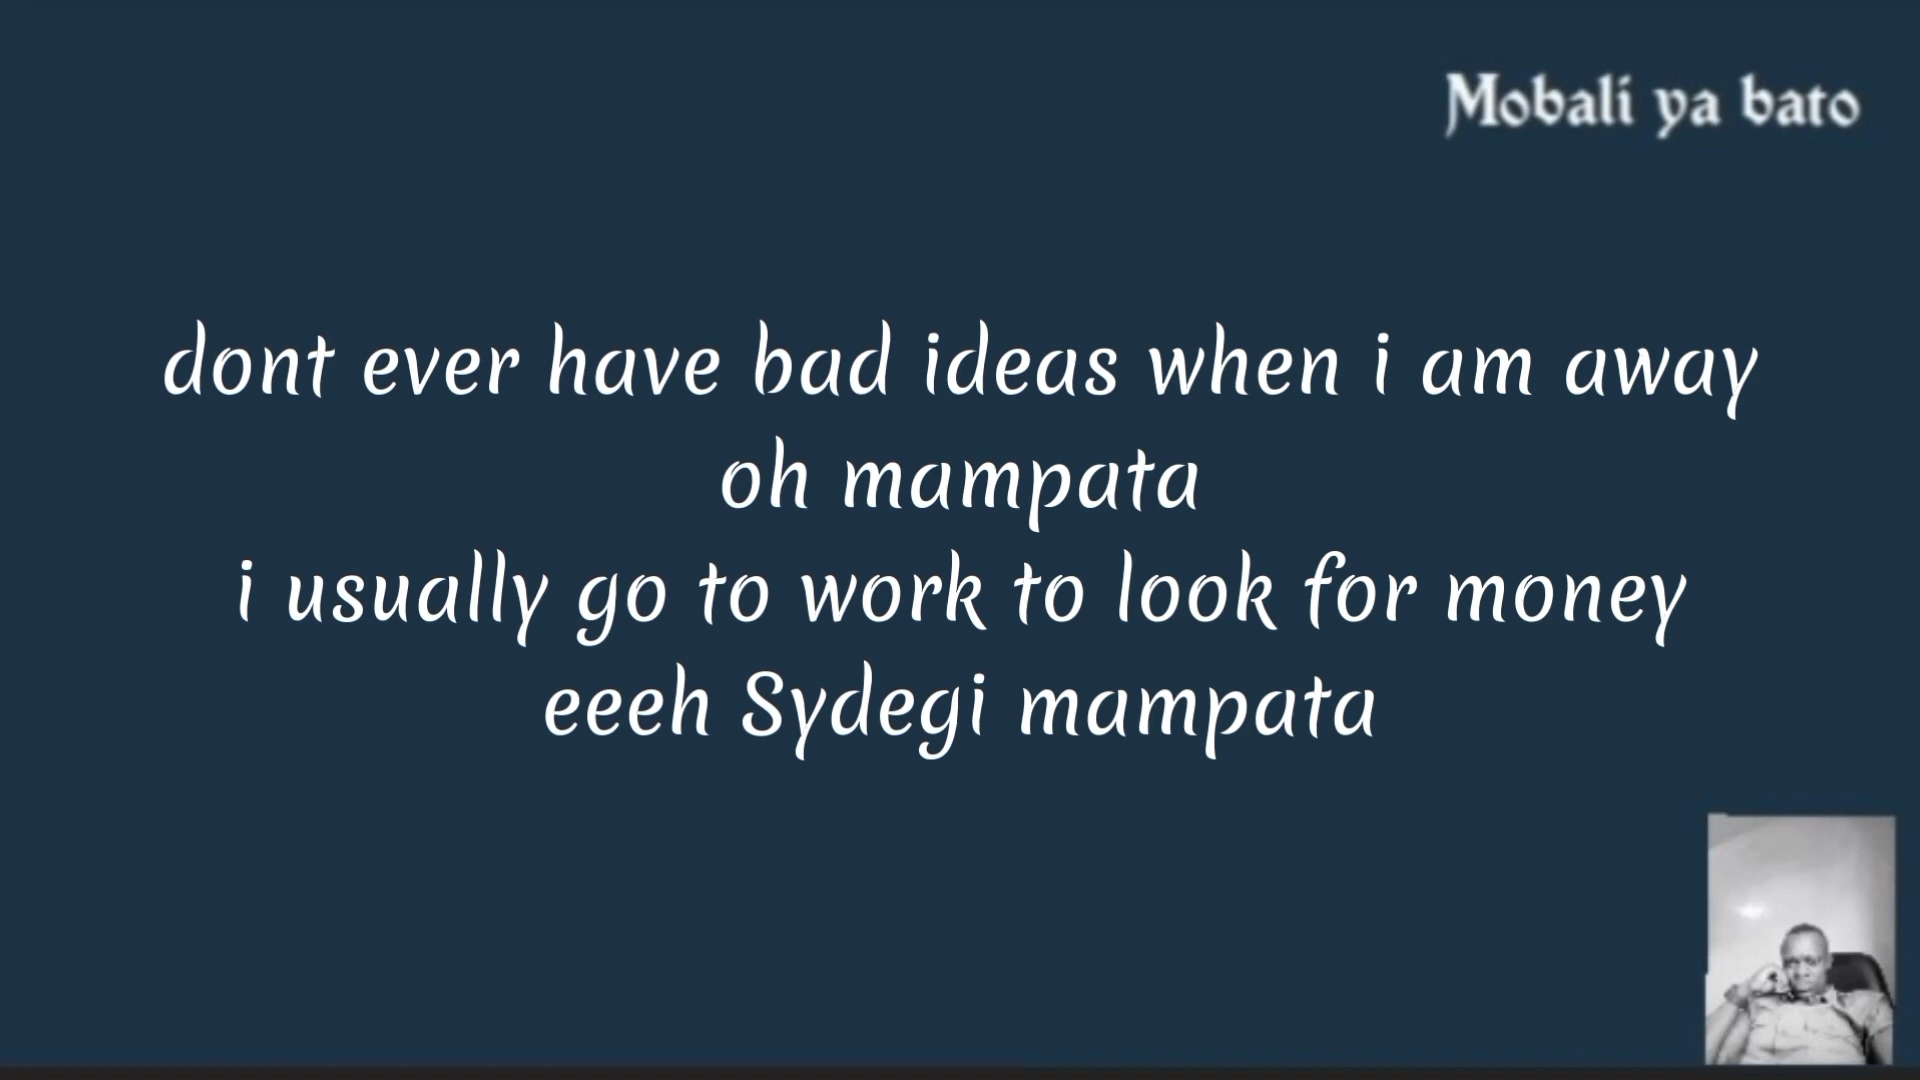 Mobali ya bato
dont ever have bad ideas when i am away
oh mampata
i usually go to work to look for money
eeeh Sydegi mampata